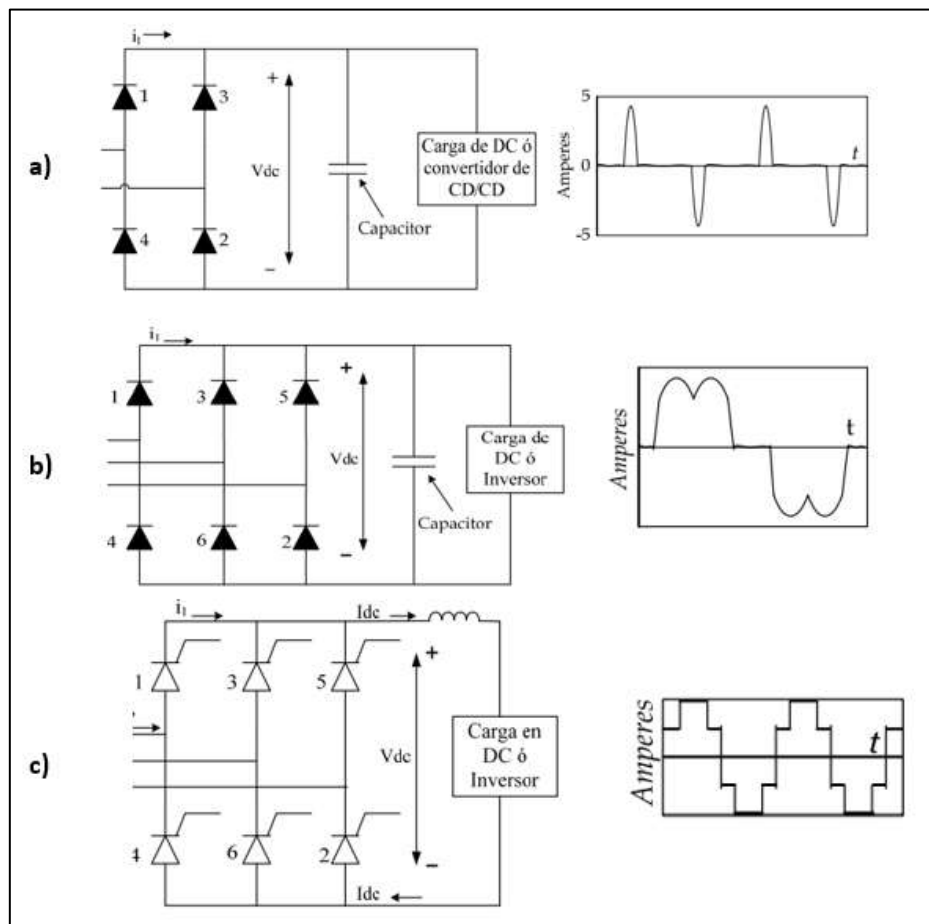 a)
i₁
1
3
+
Vdc
−
4
2
Capacitor
Carga de DC ó
convertidor de
CD/CD
Amperes
5
0
-5
t
b)
i₁
1
3
5
+
Vdc
−
4
6
2
Capacitor
Carga de
DC ó
Inversor
Amperes
t
c)
i₁
Idc
1
3
5
+
Vdc
−
4
6
2
Idc
Carga en
DC ó
Inversor
Amperes
t